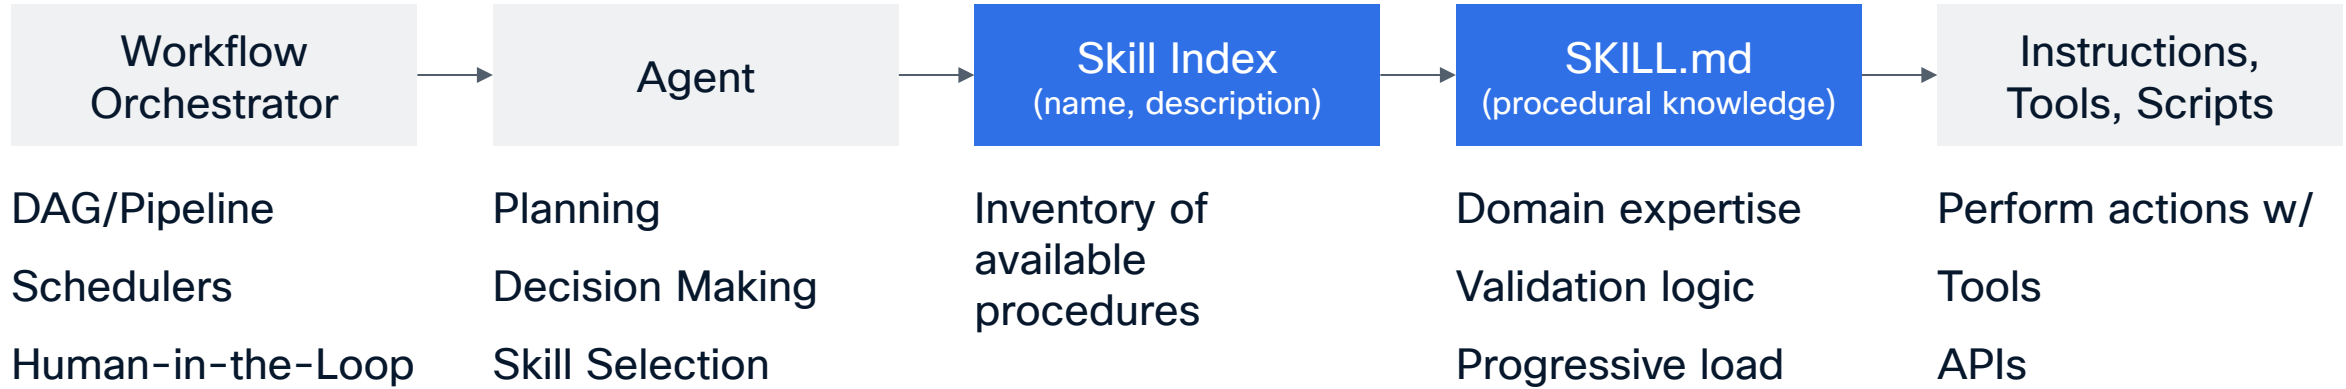 Workflow
Orchestrator
Agent
Skill Index
(name, description)
SKILL.md
(procedural knowledge)
Instructions,
Tools, Scripts
DAG/Pipeline
Schedulers
Human-in-the-Loop
Planning
Decision Making
Skill Selection
Inventory of
available
procedures
Domain expertise
Validation logic
Progressive load
Perform actions w/
Tools
APIs